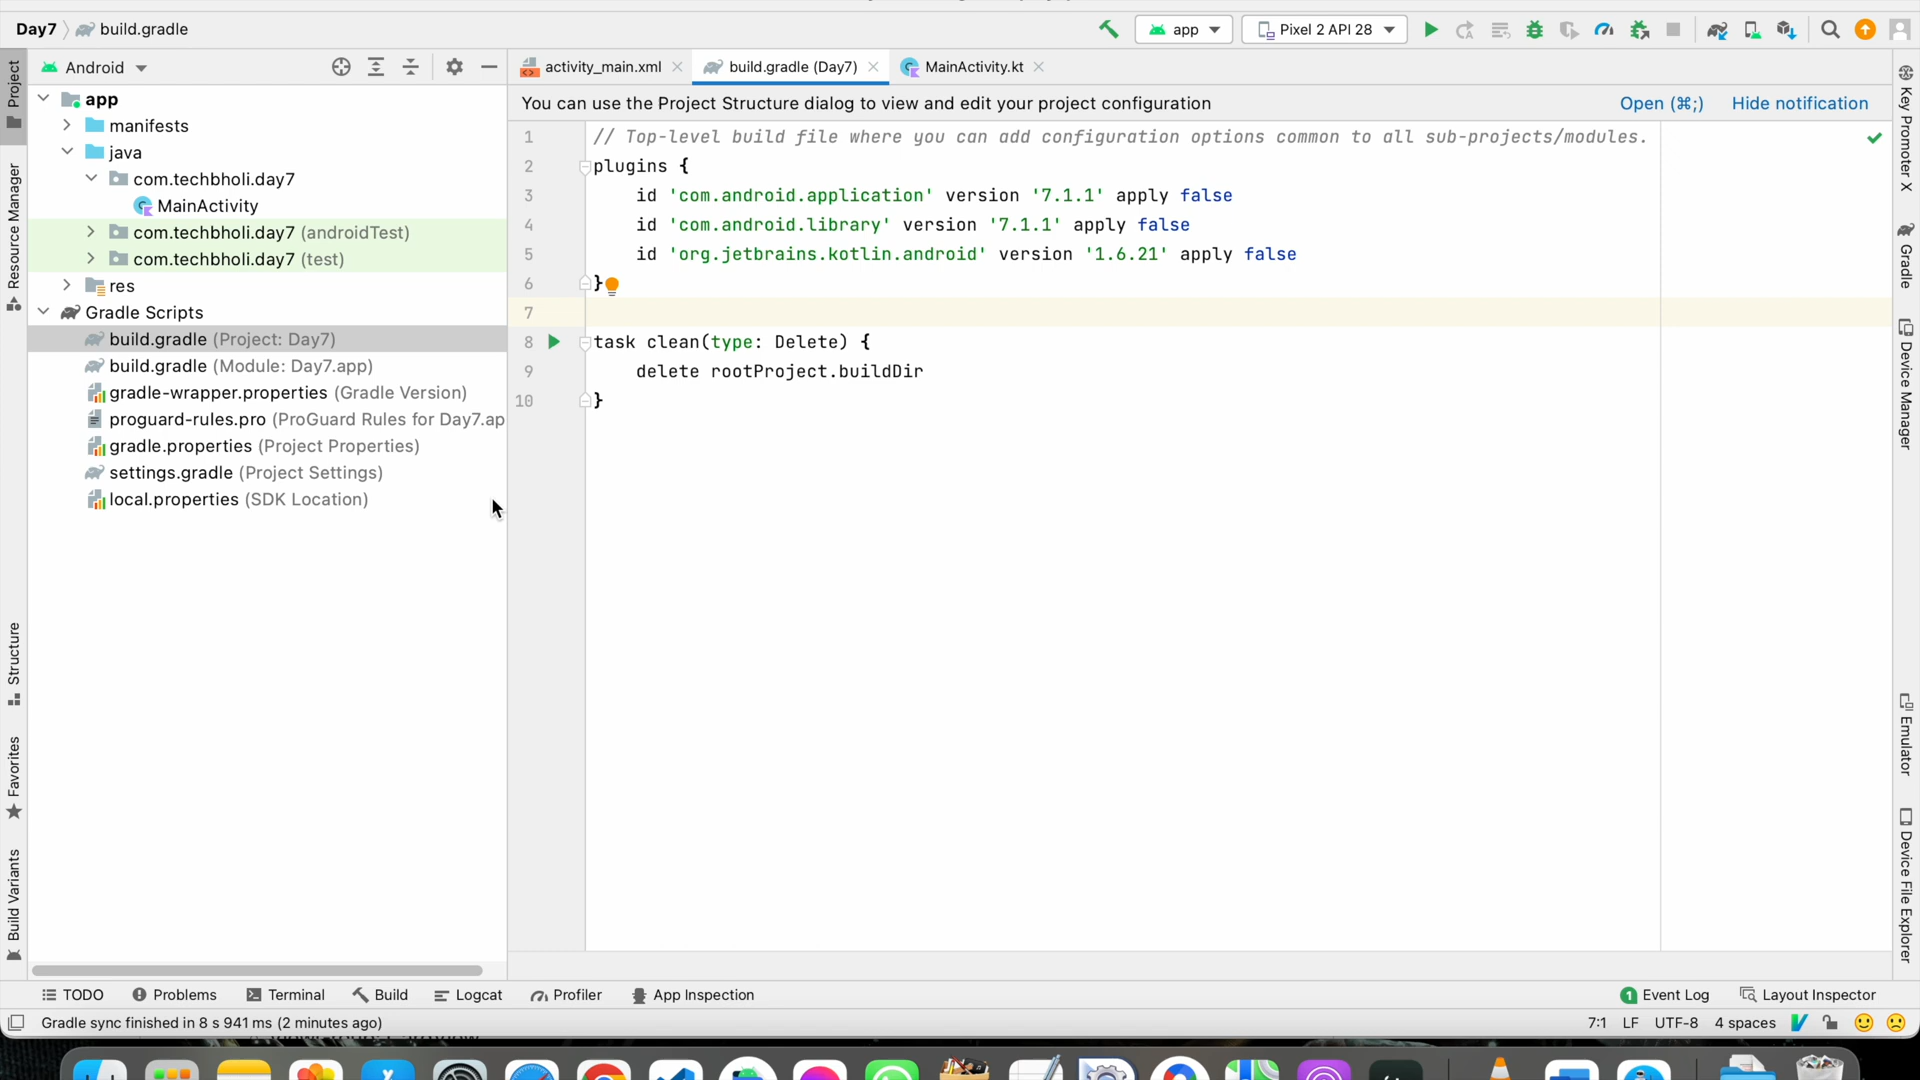 Day7
build.gradle
app
Pixel 2 API 28
Android
activity_main.xml
build.gradle (Day7)
MainActivity.kt
You can use the Project Structure dialog to view and edit your project configuration
Open (⌘;)
Hide notification
Project
Resource Manager
Structure
Favorites
Build Variants
app
manifests
java
com.techbholi.day7
MainActivity
com.techbholi.day7 (androidTest)
com.techbholi.day7 (test)
res
Gradle Scripts
build.gradle (Project: Day7)
build.gradle (Module: Day7.app)
gradle-wrapper.properties (Gradle Version)
proguard-rules.pro (ProGuard Rules for Day7.ap
gradle.properties (Project Properties)
settings.gradle (Project Settings)
local.properties (SDK Location)
1 // Top-level build file where you can add configuration options common to all sub-projects/modules.
2 plugins {
3 id 'com.android.application' version '7.1.1' apply false
4 id 'com.android.library' version '7.1.1' apply false
5 id 'org.jetbrains.kotlin.android' version '1.6.21' apply false
6 }
7
8 task clean(type: Delete) {
9 delete rootProject.buildDir
10 }
Key Promoter X
Gradle
Device Manager
Emulator
Device File Explorer
TODO
Problems
Terminal
Build
Logcat
Profiler
App Inspection
1 Event Log
Layout Inspector
Gradle sync finished in 8 s 941 ms (2 minutes ago)
7:1
LF
UTF-8
4 spaces